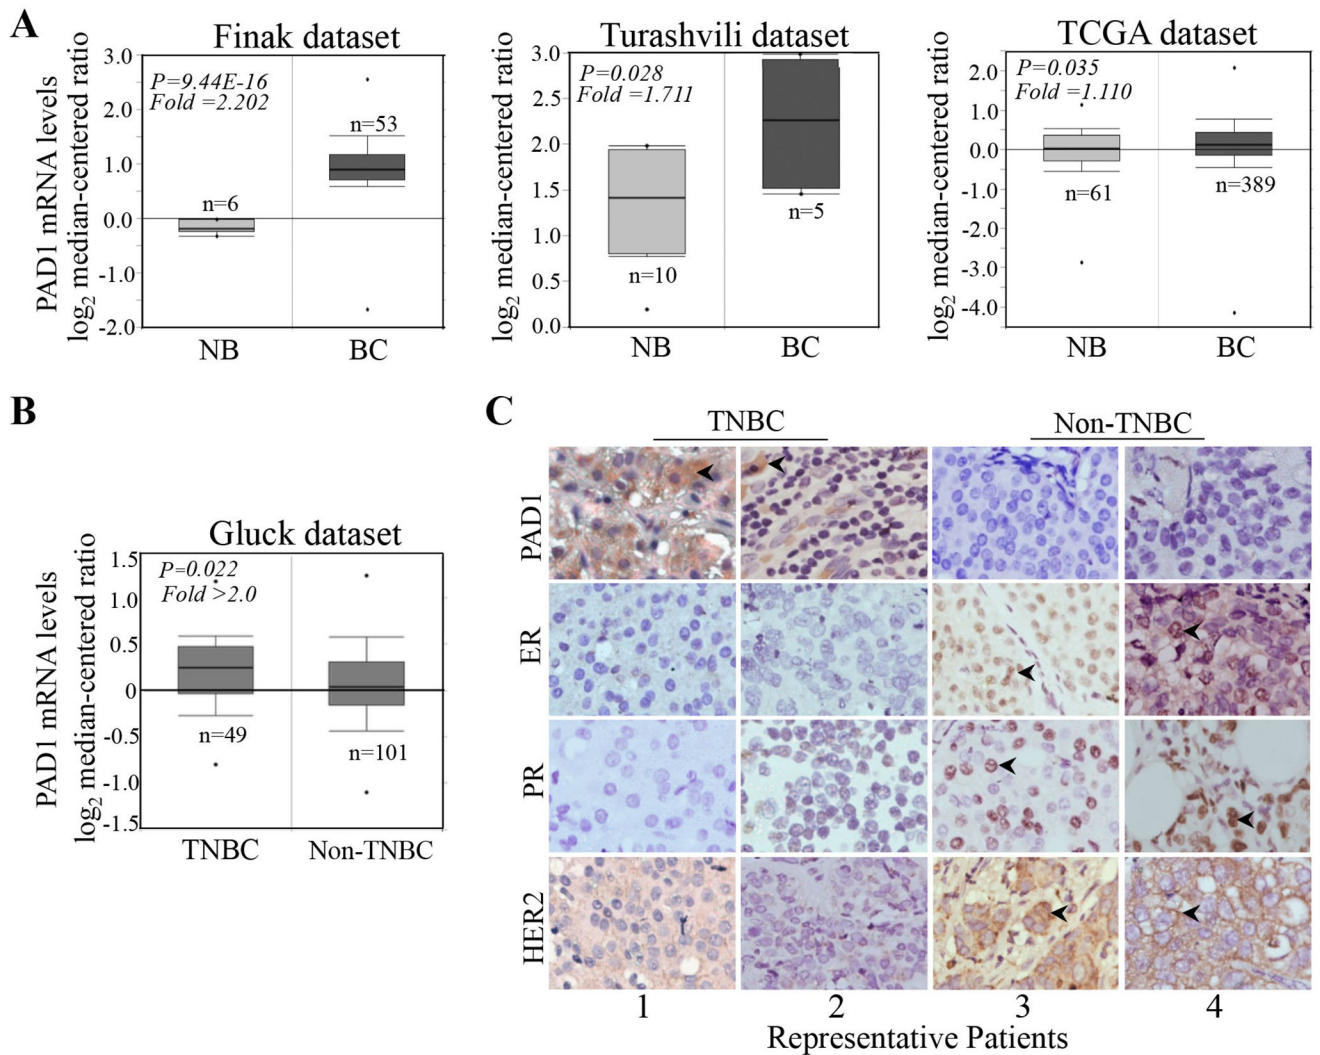 A
Finak dataset
PAD1 mRNA levels
log2 median-centered ratio
3.0
2.0
1.0
0.0
-1.0
-2.0
P=9.44E-16
Fold =2.202
n=6
n=53
NB
BC
Turashvili dataset
log2 median-centered ratio
3.0
2.5
2.0
1.5
1.0
0.5
0.0
P=0.028
Fold =1.711
n=10
n=5
NB
BC
TCGA dataset
log2 median-centered ratio
2.0
1.0
0.0
-1.0
-2.0
-3.0
-4.0
P=0.035
Fold =1.110
n=61
n=389
NB
BC
B
Gluck dataset
PAD1 mRNA levels
log2 median-centered ratio
1.5
1.0
0.5
0
-0.5
-1.0
-1.5
P=0.022
Fold >2.0
n=49
n=101
TNBC
Non-TNBC
C
TNBC
Non-TNBC
PAD1
ER
PR
HER2
1
2
3
4
Representative Patients